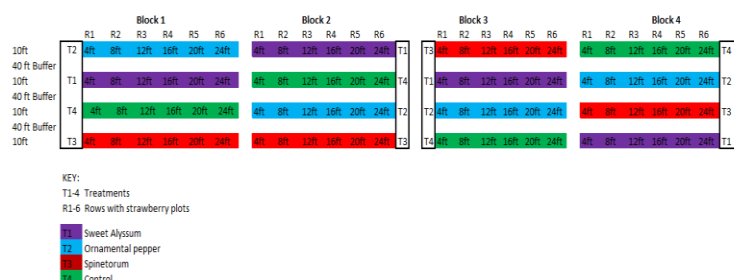 Block 1 Block 2 Block 3 Block 4
R1 R2 R3 R4 R5 R6 R1 R2 R3 R4 R5 R6 R1 R2 R3 R4 R5 R6 R1 R2 R3 R4 R5 R6
10ft T2 4ft 8ft 12ft 16ft 20ft 24ft 4ft 8ft 12ft 16ft 20ft 24ft T1 T3 4ft 8ft 12ft 16ft 20ft 24ft 4ft 8ft 12ft 16ft 20ft 24ft T4
40 ft Buffer
10ft T1 4ft 8ft 12ft 16ft 20ft 24ft 4ft 8ft 12ft 16ft 20ft 24ft T4 T1 4ft 8ft 12ft 16ft 20ft 24ft 4ft 8ft 12ft 16ft 20ft 24ft T2
40 ft Buffer
10ft T4 4ft 8ft 12ft 16ft 20ft 24ft 4ft 8ft 12ft 16ft 20ft 24ft T2 T2 4ft 8ft 12ft 16ft 20ft 24ft 4ft 8ft 12ft 16ft 20ft 24ft T3
40 ft Buffer
10ft T3 4ft 8ft 12ft 16ft 20ft 24ft 4ft 8ft 12ft 16ft 20ft 24ft T3 T4 4ft 8ft 12ft 16ft 20ft 24ft 4ft 8ft 12ft 16ft 20ft 24ft T1
KEY:
T1-4 Treatments
R1-6 Rows with strawberry plots
T1 Sweet Alyssum
T2 Ornamental pepper
T3 Spinetorum
T4 Control